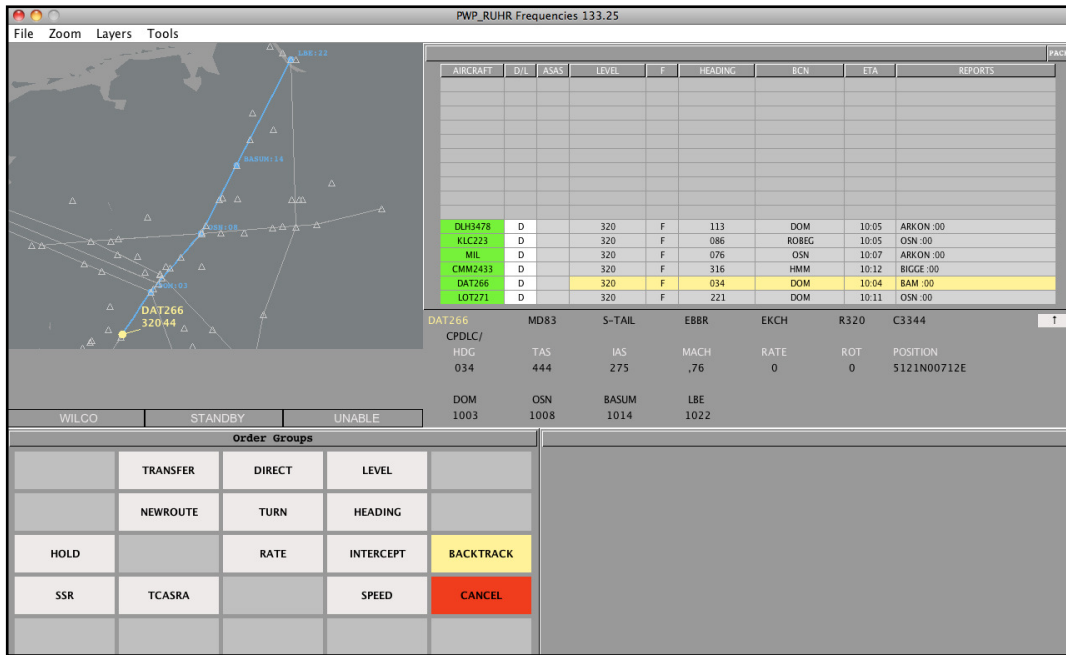 PWP_RUHR Frequencies 133.25
File Zoom Layers Tools
LBE:22
BASUM:14
DAT266
320 44
PACK
AIRCRAFT D/L ASAS LEVEL F HEADING BCN ETA REPORTS
DLH3478 D 320 F 113 DOM 10:05 ARKON :00
KLC223 D 320 F 086 ROBEG 10:05 OSN :00
MIL D 320 F 076 OSN 10:07 ARKON :00
CMM2433 D 320 F 316 HMM 10:12 BIGGE :00
DAT266 D 320 F 034 DOM 10:04 BAM :00
LOT271 D 320 F 221 DOM 10:11 OSN :00
DAT266 MD83 S-TAIL EBBR EKCH R320 C3344 ↑
CPDLC/
HDG TAS IAS MACH RATE ROT POSITION
034 444 275 ,76 0 0 5121N00712E
DOM OSN BASUM LBE
1003 1008 1014 1022
WILCO STANDBY UNABLE
Order Groups
TRANSFER DIRECT LEVEL
NEWROUTE TURN HEADING
HOLD RATE INTERCEPT BACKTRACK
SSR TCASRA SPEED CANCEL